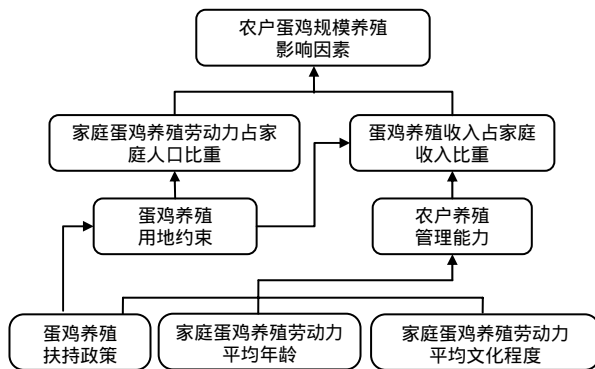 农户蛋鸡规模养殖
影响因素
家庭蛋鸡养殖劳动力占家
庭人口比重
蛋鸡养殖收入占家庭
收入比重
蛋鸡养殖
用地约束
农户养殖
管理能力
蛋鸡养殖
扶持政策
家庭蛋鸡养殖劳动力
平均年龄
家庭蛋鸡养殖劳动力
平均文化程度